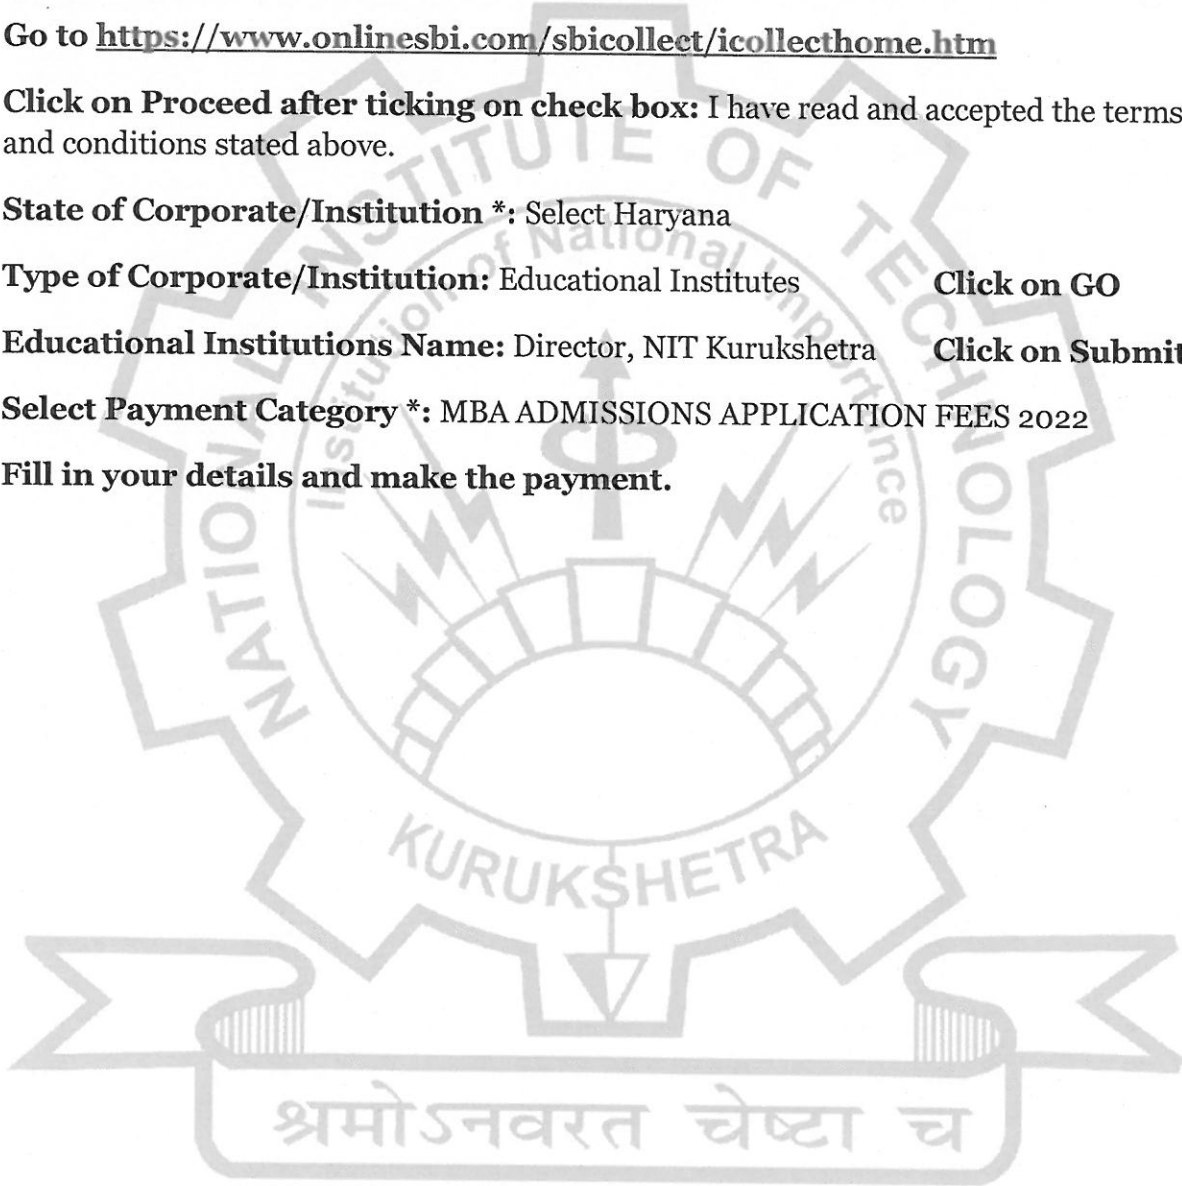 Go to https://www.onlinesbi.com/sbicollect/icollecthome.htm
Click on Proceed after ticking on check box: I have read and accepted the terms
and conditions stated above.
State of Corporate/Institution *: Select Haryana
Type of Corporate/Institution: Educational Institutes Click on GO
Educational Institutions Name: Director, NIT Kurukshetra Click on Submit
Select Payment Category *: MBA ADMISSIONS APPLICATION FEES 2022
Fill in your details and make the payment.
NATIONAL INSTITUTE OF TECHNOLOGY
Institution of National Importance
KURUKSHETRA
श्रमोऽनवरत चेष्टा च